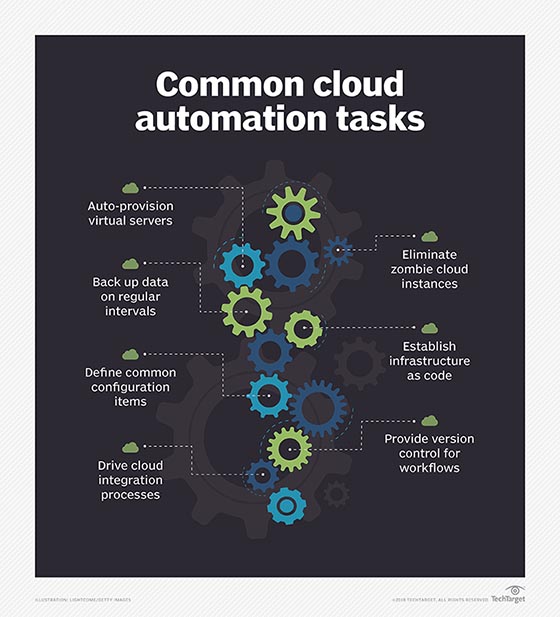 Common cloud
automation tasks
Auto-provision
virtual servers
Eliminate
zombie cloud
instances
Back up data
on regular
intervals
Establish
infrastructure
as code
Define common
configuration
items
Provide version
control for
workflows
Drive cloud
integration
processes
ILLUSTRATION: LIGHTCOME/GETTY IMAGES
©2019 TECHTARGET, ALL RIGHTS RESERVED TechTarget